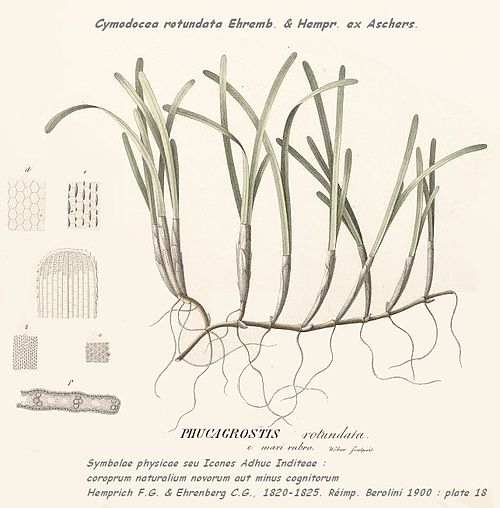 Cymodocea rotundata Ehremb. & Hempr. ex Aschers.
PHUCAGROSTIS rotundata.
e mari rubro.
Symbolae physicae seu Icones Adhuc Inditeae :
coroprum naturalium novorum aut minus cognitorum
Hemprich F.G. & Ehrenberg C.G., 1820-1825. Réimp. Berolini 1900 : plate 18